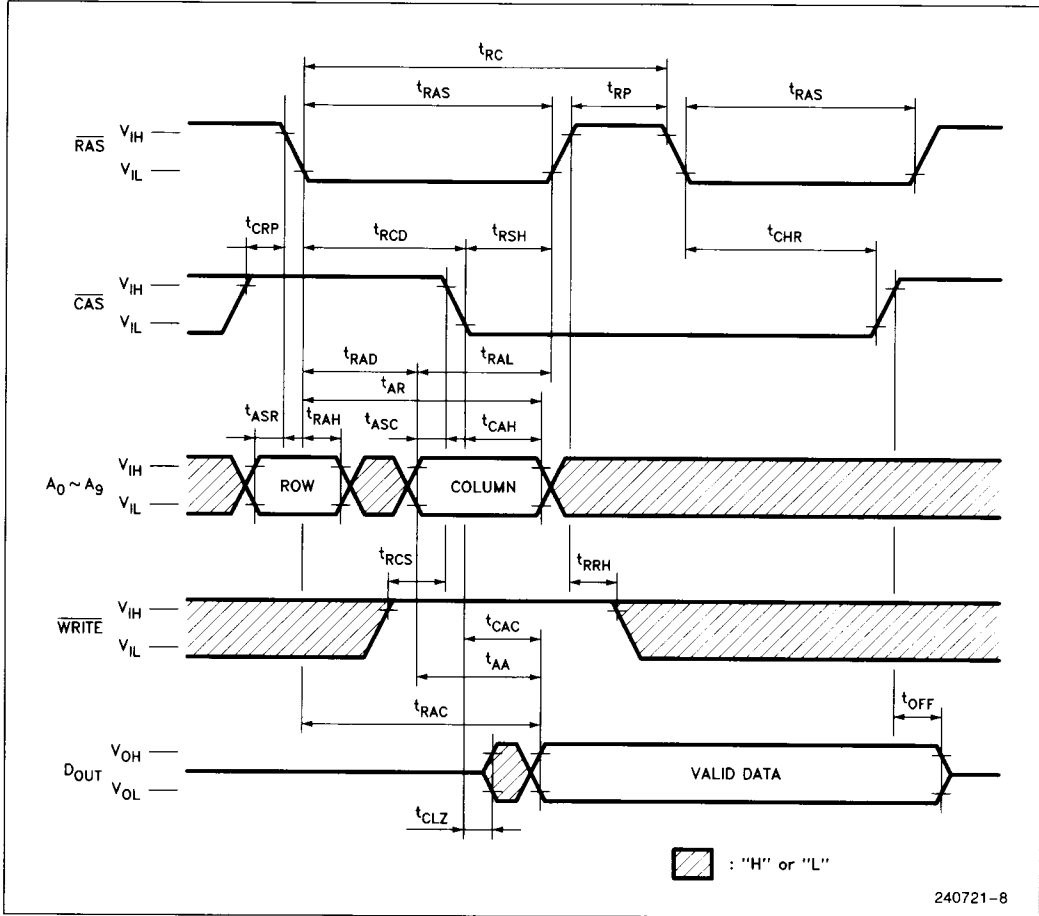 tRC
tRAS tRP tRAS
RAS VIH
VIL
tCRP tRCD tRSH tCHR
CAS VIH
VIL
tRAD tRAL
tAR
tASR tRAH tASC tCAH
A0 ~ A9 VIH
VIL
ROW COLUMN
tRCS tRRH
WRITE VIH
VIL
tCAC
tAA
tRAC tOFF
DOUT VOH
VOL
VALID DATA
tCLZ
: "H" or "L"
240721-8